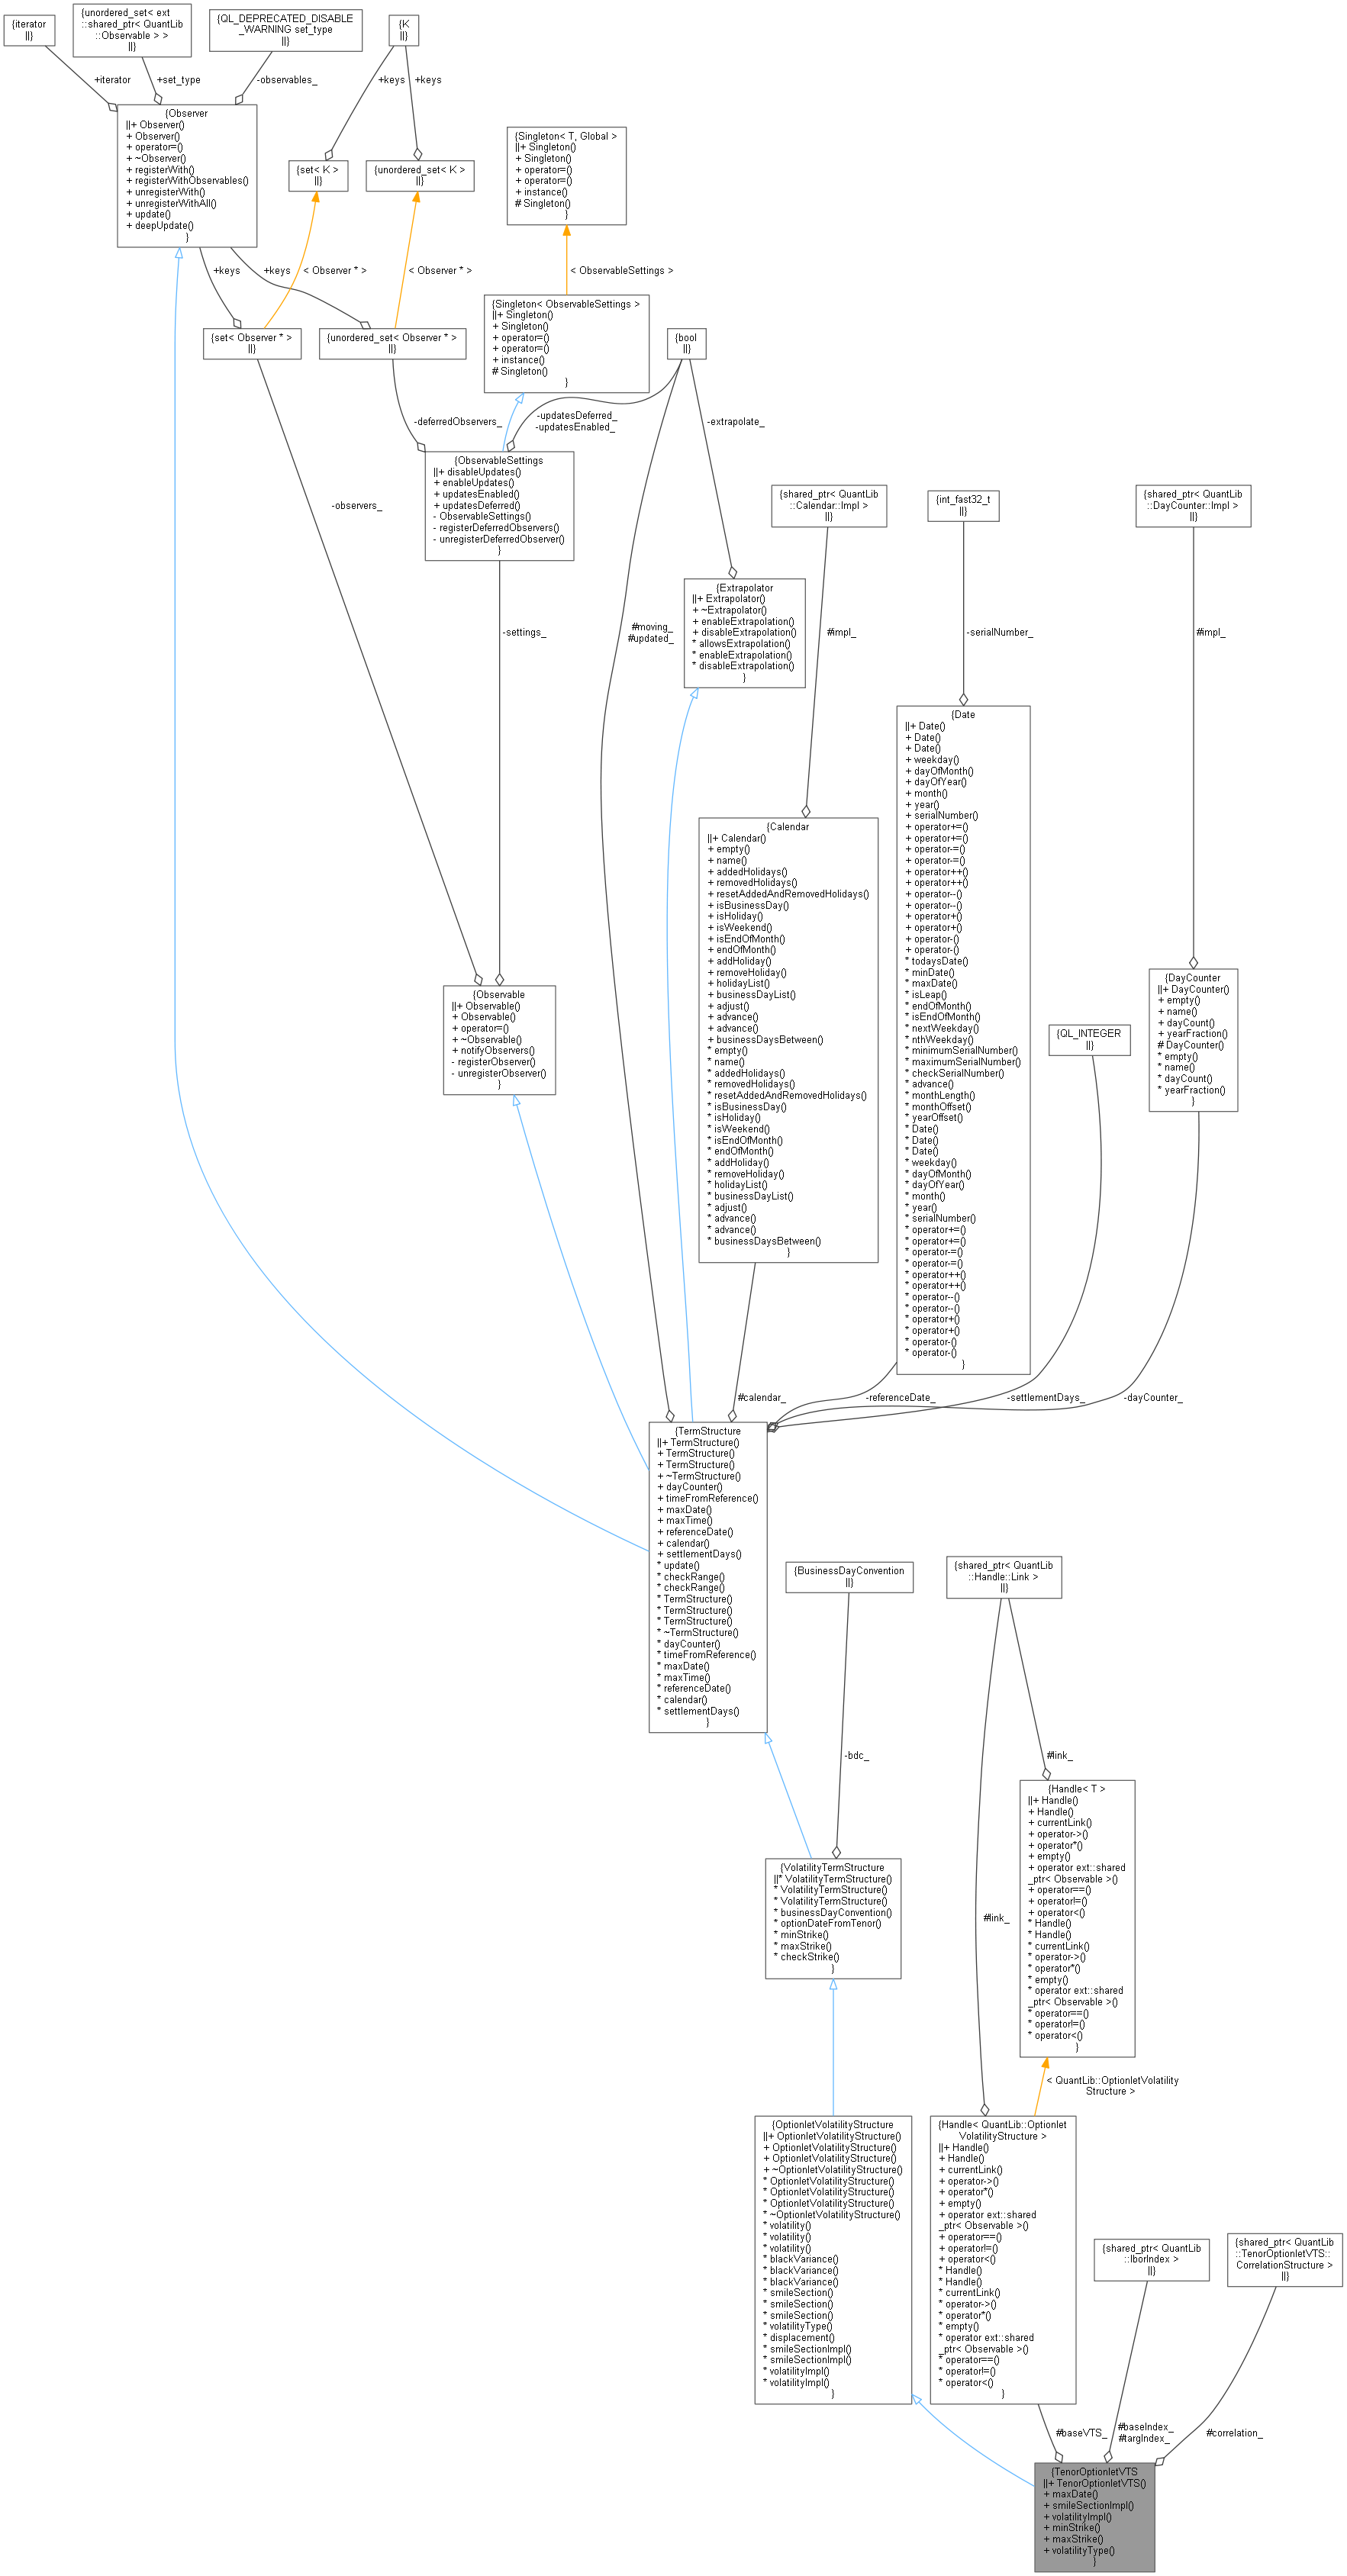 {iterator
||}
{unordered_set< ext
::shared_ptr< QuantLib
::Observable > >
||}
{QL_DEPRECATED_DISABLE
_WARNING set_type
||}
{K
||}
+iterator
+set_type
-observables_
+keys
+keys
{Observer
||+ Observer()
+ Observer()
+ operator=()
+ ~Observer()
+ registerWith()
+ registerWithObservables()
+ unregisterWith()
+ unregisterWithAll()
+ update()
+ deepUpdate()
}
{set< K >
||}
{unordered_set< K >
||}
{Singleton< T, Global >
||+ Singleton()
+ Singleton()
+ operator=()
+ operator=()
+ instance()
# Singleton()
}
+keys
+keys
< Observer * >
< Observer * >
< ObservableSettings >
{set< Observer * >
||}
{unordered_set< Observer * >
||}
{Singleton< ObservableSettings >
||+ Singleton()
+ Singleton()
+ operator=()
+ operator=()
+ instance()
# Singleton()
}
{bool
||}
-deferredObservers_
-updatesDeferred_
-updatesEnabled_
-extrapolate_
{ObservableSettings
||+ disableUpdates()
+ enableUpdates()
+ updatesEnabled()
+ updatesDeferred()
- ObservableSettings()
- registerDeferredObservers()
- unregisterDeferredObserver()
}
-observers_
{shared_ptr< QuantLib
::Calendar::Impl >
||}
{int_fast32_t
||}
{shared_ptr< QuantLib
::DayCounter::Impl >
||}
{Extrapolator
||+ Extrapolator()
+ ~Extrapolator()
+ enableExtrapolation()
+ disableExtrapolation()
* allowsExtrapolation()
* enableExtrapolation()
* disableExtrapolation()
}
-settings_
#moving_
#updated_
#impl_
-serialNumber_
#impl_
{Date
||+ Date()
+ Date()
+ Date()
+ weekday()
+ dayOfMonth()
+ dayOfYear()
+ month()
+ year()
+ serialNumber()
+ operator+=()
+ operator+=()
+ operator-=()
+ operator-=()
+ operator++()
+ operator++()
+ operator--()
+ operator--()
+ operator+()
+ operator+()
+ operator-()
+ operator-()
* todaysDate()
* minDate()
* maxDate()
* isLeap()
* endOfMonth()
* isEndOfMonth()
* nextWeekday()
* nthWeekday()
* minimumSerialNumber()
* maximumSerialNumber()
* checkSerialNumber()
* advance()
* monthLength()
* monthOffset()
* yearOffset()
* Date()
* Date()
* Date()
* weekday()
* dayOfMonth()
* dayOfYear()
* month()
* year()
* serialNumber()
* operator+=()
* operator+=()
* operator-=()
* operator-=()
* operator++()
* operator++()
* operator--()
* operator--()
* operator+()
* operator+()
* operator-()
* operator-()
}
{Calendar
||+ Calendar()
+ empty()
+ name()
+ addedHolidays()
+ removedHolidays()
+ resetAddedAndRemovedHolidays()
+ isBusinessDay()
+ isHoliday()
+ isWeekend()
+ isEndOfMonth()
+ endOfMonth()
+ addHoliday()
+ removeHoliday()
+ holidayList()
+ businessDayList()
+ adjust()
+ advance()
+ advance()
+ businessDaysBetween()
* empty()
* name()
* addedHolidays()
* removedHolidays()
* resetAddedAndRemovedHolidays()
* isBusinessDay()
* isHoliday()
* isWeekend()
* isEndOfMonth()
* endOfMonth()
* addHoliday()
* removeHoliday()
* holidayList()
* businessDayList()
* adjust()
* advance()
* advance()
* businessDaysBetween()
}
{DayCounter
||+ DayCounter()
+ empty()
+ name()
+ dayCount()
+ yearFraction()
# DayCounter()
* empty()
* name()
* dayCount()
* yearFraction()
}
{Observable
||+ Observable()
+ Observable()
+ operator=()
+ ~Observable()
+ notifyObservers()
- registerObserver()
- unregisterObserver()
}
{QL_INTEGER
||}
#calendar_
-referenceDate_
-settlementDays_
-dayCounter_
{TermStructure
||+ TermStructure()
+ TermStructure()
+ TermStructure()
+ ~TermStructure()
+ dayCounter()
+ timeFromReference()
+ maxDate()
+ maxTime()
+ referenceDate()
+ calendar()
+ settlementDays()
* update()
* checkRange()
* checkRange()
* TermStructure()
* TermStructure()
* TermStructure()
* ~TermStructure()
* dayCounter()
* timeFromReference()
* maxDate()
* maxTime()
* referenceDate()
* calendar()
* settlementDays()
}
{BusinessDayConvention
||}
{shared_ptr< QuantLib
::Handle::Link >
||}
-bdc_
#link_
{Handle< T >
||+ Handle()
+ Handle()
+ currentLink()
+ operator->()
+ operator*()
+ empty()
+ operator ext::shared
_ptr< Observable >()
+ operator==()
+ operator!=()
+ operator<()
* Handle()
* Handle()
* currentLink()
* operator->()
* operator*()
* empty()
* operator ext::shared
_ptr< Observable >()
* operator==()
* operator!=()
* operator<()
}
{VolatilityTermStructure
||* VolatilityTermStructure()
* VolatilityTermStructure()
* VolatilityTermStructure()
* businessDayConvention()
* optionDateFromTenor()
* minStrike()
* maxStrike()
* checkStrike()
}
#link_
< QuantLib::OptionletVolatility
Structure >
{OptionletVolatilityStructure
||+ OptionletVolatilityStructure()
+ OptionletVolatilityStructure()
+ OptionletVolatilityStructure()
+ ~OptionletVolatilityStructure()
* OptionletVolatilityStructure()
* OptionletVolatilityStructure()
* OptionletVolatilityStructure()
* ~OptionletVolatilityStructure()
* volatility()
* volatility()
* volatility()
* blackVariance()
* blackVariance()
* blackVariance()
* smileSection()
* smileSection()
* smileSection()
* volatilityType()
* displacement()
* smileSectionImpl()
* smileSectionImpl()
* volatilityImpl()
* volatilityImpl()
}
{Handle< QuantLib::Optionlet
VolatilityStructure >
||+ Handle()
+ Handle()
+ currentLink()
+ operator->()
+ operator*()
+ empty()
+ operator ext::shared
_ptr< Observable >()
+ operator==()
+ operator!=()
+ operator<()
* Handle()
* Handle()
* currentLink()
* operator->()
* operator*()
* empty()
* operator ext::shared
_ptr< Observable >()
* operator==()
* operator!=()
* operator<()
}
{shared_ptr< QuantLib
::IborIndex >
||}
{shared_ptr< QuantLib
::TenorOptionletVTS::
CorrelationStructure >
||}
#baseVTS_
#baseIndex_
#targIndex_
#correlation_
{TenorOptionletVTS
||+ TenorOptionletVTS()
+ maxDate()
+ smileSectionImpl()
+ volatilityImpl()
+ minStrike()
+ maxStrike()
+ volatilityType()
}